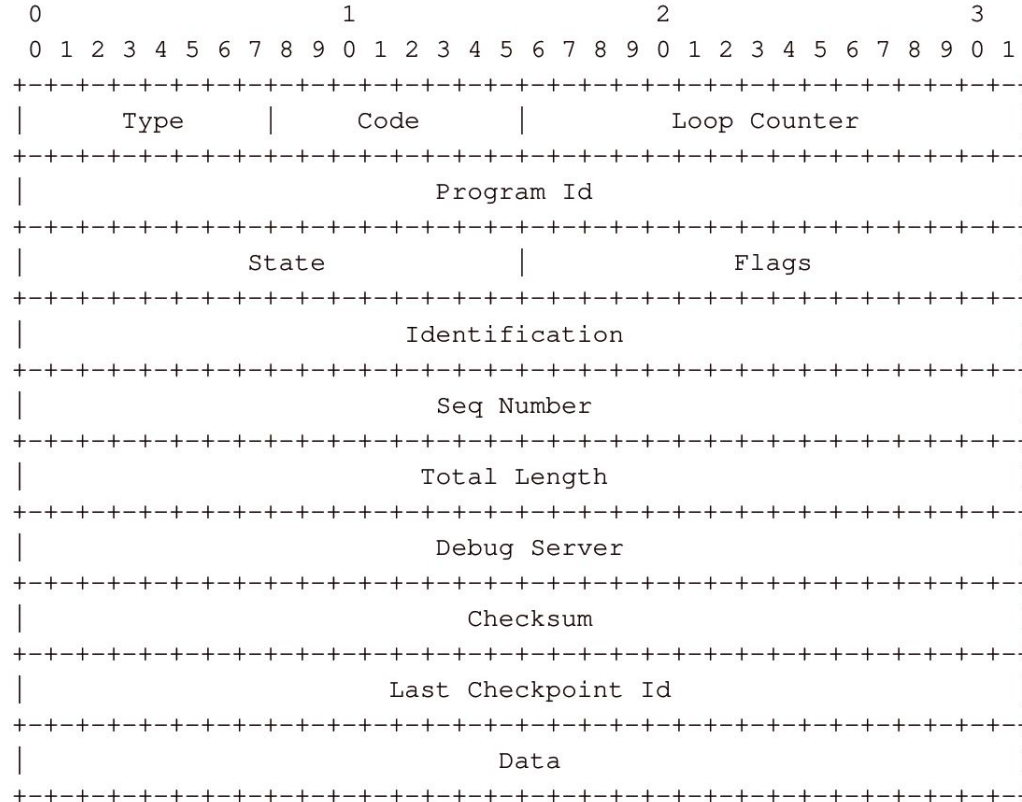 0                   1                   2                   3
0 1 2 3 4 5 6 7 8 9 0 1 2 3 4 5 6 7 8 9 0 1 2 3 4 5 6 7 8 9 0 1
+-+-+-+-+-+-+-+-+-+-+-+-+-+-+-+-+-+-+-+-+-+-+-+-+-+-+-+-+-+-+-+-
|      Type     |     Code      |         Loop Counter
+-+-+-+-+-+-+-+-+-+-+-+-+-+-+-+-+-+-+-+-+-+-+-+-+-+-+-+-+-+-+-+-
|                          Program Id
+-+-+-+-+-+-+-+-+-+-+-+-+-+-+-+-+-+-+-+-+-+-+-+-+-+-+-+-+-+-+-+-
|              State            |             Flags
+-+-+-+-+-+-+-+-+-+-+-+-+-+-+-+-+-+-+-+-+-+-+-+-+-+-+-+-+-+-+-+-
|                        Identification
+-+-+-+-+-+-+-+-+-+-+-+-+-+-+-+-+-+-+-+-+-+-+-+-+-+-+-+-+-+-+-+-
|                          Seq Number
+-+-+-+-+-+-+-+-+-+-+-+-+-+-+-+-+-+-+-+-+-+-+-+-+-+-+-+-+-+-+-+-
|                         Total Length
+-+-+-+-+-+-+-+-+-+-+-+-+-+-+-+-+-+-+-+-+-+-+-+-+-+-+-+-+-+-+-+-
|                          Debug Server
+-+-+-+-+-+-+-+-+-+-+-+-+-+-+-+-+-+-+-+-+-+-+-+-+-+-+-+-+-+-+-+-
|                            Checksum
+-+-+-+-+-+-+-+-+-+-+-+-+-+-+-+-+-+-+-+-+-+-+-+-+-+-+-+-+-+-+-+-
|                       Last Checkpoint Id
+-+-+-+-+-+-+-+-+-+-+-+-+-+-+-+-+-+-+-+-+-+-+-+-+-+-+-+-+-+-+-+-
|                              Data
+-+-+-+-+-+-+-+-+-+-+-+-+-+-+-+-+-+-+-+-+-+-+-+-+-+-+-+-+-+-+-+-